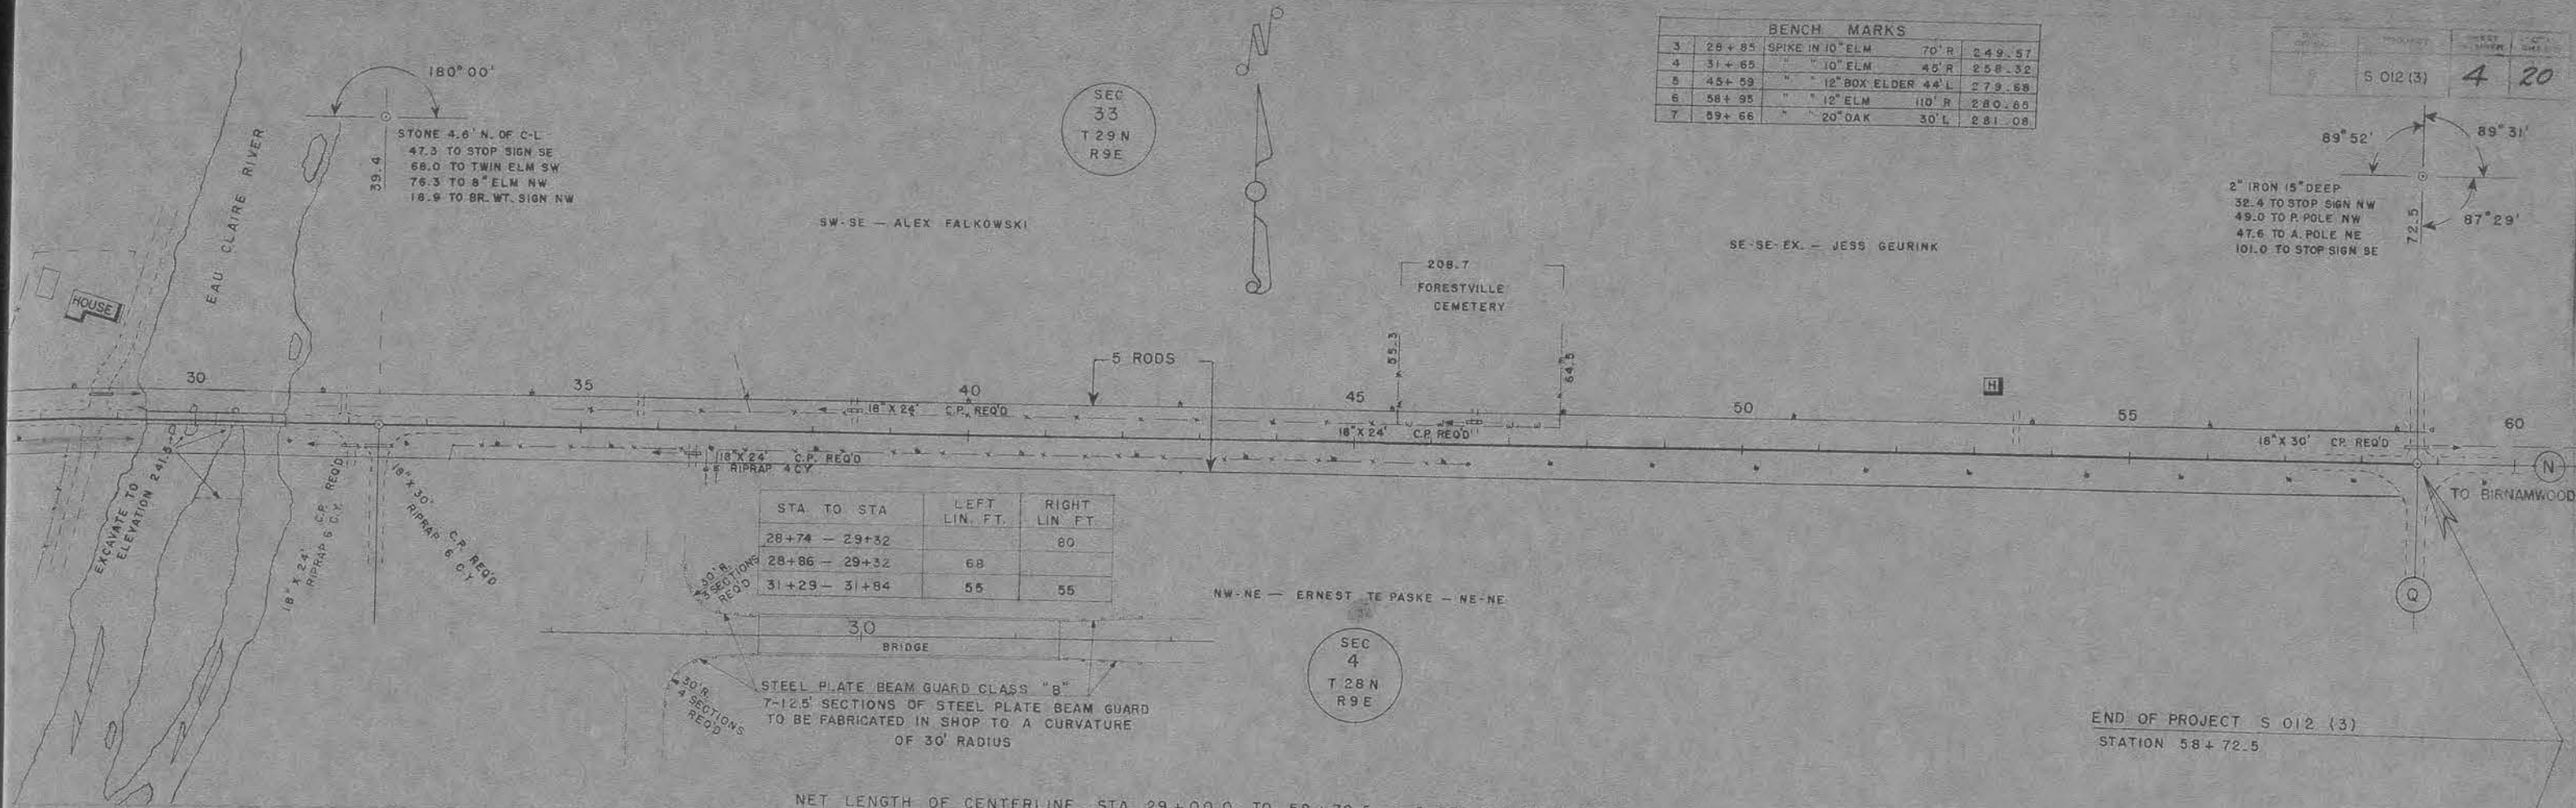 BENCH MARKS
3 28+85 SPIKE IN 10" ELM 70' R 249.57
4 31+65 " " 10" ELM 45' R 258.32
5 45+59 " " 12" BOX ELDER 44' L 279.68
6 58+95 " " 12" ELM 110' R 280.65
7 59+66 " " 20" OAK 30' L 281.08
S 012 (3) 4 20
180° 00'
39.4
STONE 4.6' N. OF C-L
47.3 TO STOP SIGN SE
68.0 TO TWIN ELM SW
76.3 TO 8" ELM NW
18.9 TO BR. WT. SIGN NW
EAU CLAIRE RIVER
HOUSE
N
SEC
33
T 29 N
R 9 E
SW-SE — ALEX FALKOWSKI
SE-SE-EX. — JESS GEURINK
89° 52'
89° 31'
87° 29'
72.5
2" IRON 15" DEEP
32.4 TO STOP SIGN NW
49.0 TO P. POLE NW
47.6 TO A. POLE NE
101.0 TO STOP SIGN SE
208.7
FORESTVILLE
CEMETERY
55.3
64.5
5 RODS
H
30
35
40
45
50
55
60
18" X 24' C.P. REQ'D
18" X 24' C.P. REQ'D
18" X 30' C.P. REQ'D
18" X 24' C.P. REQ'D
RIPRAP 4 C.Y.
N
TO BIRNAMWOOD
Q
EXCAVATE TO
ELEVATION 241.5
18" X 24' C.P. REQ'D
RIPRAP 6 C.Y.
18" X 30' C.P. REQ'D
RIPRAP 6 C.Y.
STA. TO STA LEFT LIN. FT. RIGHT LIN. FT.
28+74 — 29+32 80
28+86 — 29+32 68
31+29 — 31+84 55 55
30' R.
3 SECTIONS
REQ'D
30
BRIDGE
30' R.
4 SECTIONS
REQ'D
STEEL PLATE BEAM GUARD CLASS "B"
7-12.5' SECTIONS OF STEEL PLATE BEAM GUARD
TO BE FABRICATED IN SHOP TO A CURVATURE
OF 30' RADIUS
NW-NE — ERNEST TE PASKE — NE-NE
SEC
4
T 28 N
R 9 E
END OF PROJECT S 012 (3)
STATION 58+72.5
NET LENGTH OF CENTERLINE STA. 29+00.0 TO